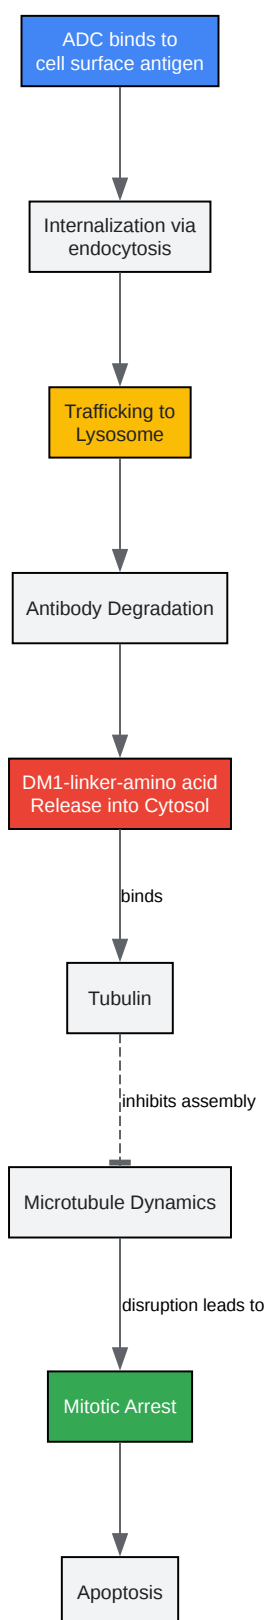 ADC binds to
cell surface antigen
Internalization via
endocytosis
Trafficking to
Lysosome
Antibody Degradation
DM1-linker-amino acid
Release into Cytosol
binds
Tubulin
inhibits assembly
Microtubule Dynamics
disruption leads to
Mitotic Arrest
Apoptosis